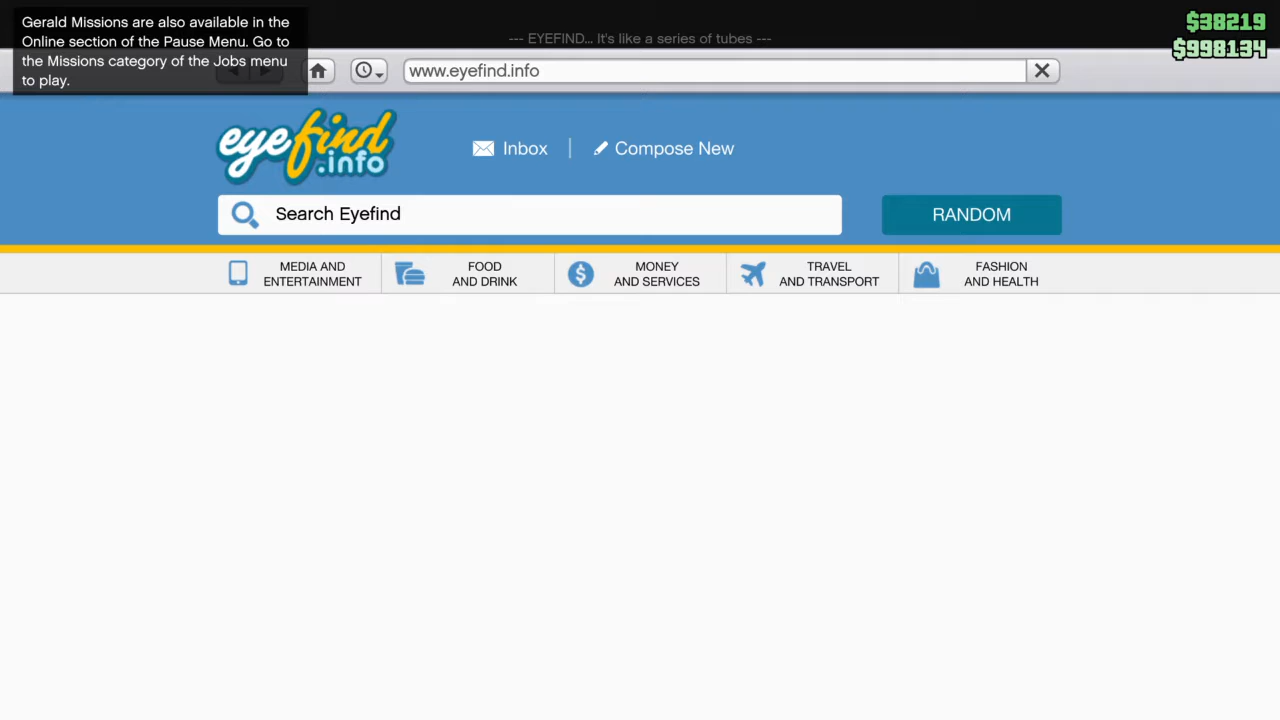 Gerald Missions are also available in the
Online section of the Pause Menu. Go to
the Missions category of the Jobs menu
to play.
$38219
$998134
--- EYEFIND... It's like a series of tubes ---
www.eyefind.info
eyefind
.info
Inbox
Compose New
Search Eyefind
RANDOM
MEDIA AND
ENTERTAINMENT
FOOD
AND DRINK
MONEY
AND SERVICES
TRAVEL
AND TRANSPORT
FASHION
AND HEALTH